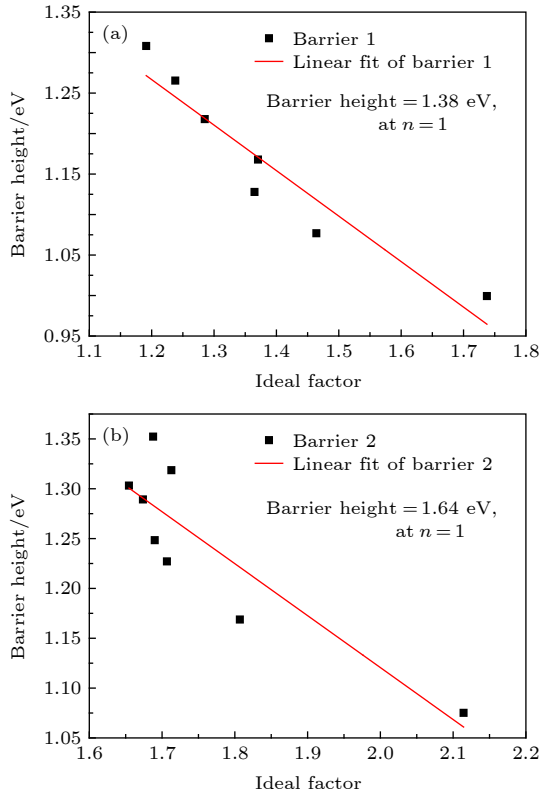 1.35
(a)
Barrier 1
Linear fit of barrier 1
1.25
Barrier height = 1.38 eV,
at n = 1
1.15
1.05
0.95
Barrier height/eV
1.1 1.2 1.3 1.4 1.5 1.6 1.7 1.8
Ideal factor
(b)
1.35
Barrier 2
Linear fit of barrier 2
1.30
Barrier height = 1.64 eV,
at n = 1
1.25
1.20
1.15
1.10
1.05
Barrier height/eV
1.6 1.7 1.8 1.9 2.0 2.1 2.2
Ideal factor